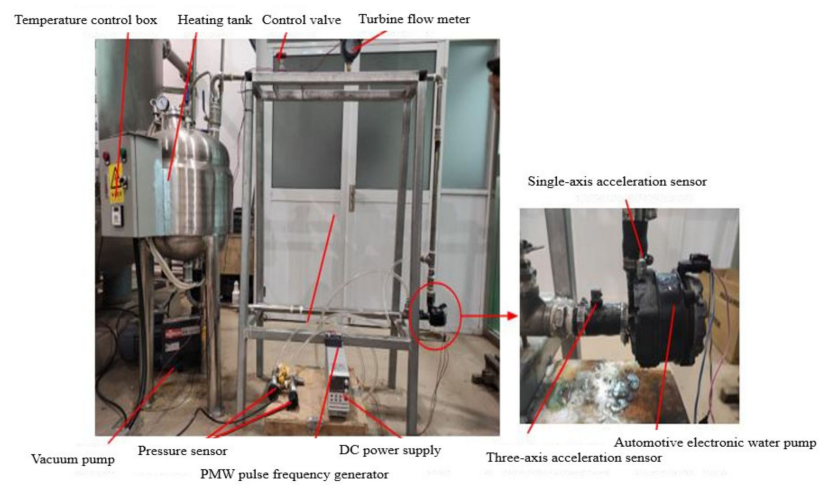 Temperature control box
Heating tank
Control valve
Turbine flow meter
Single-axis acceleration sensor
Vacuum pump
Pressure sensor
PMW pulse frequency generator
DC power supply
Three-axis acceleration sensor
Automotive electronic water pump